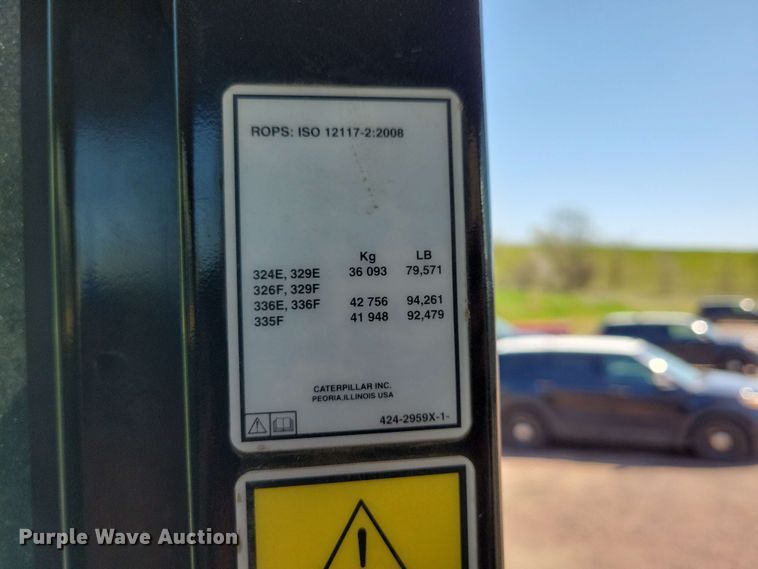 ROPS: ISO 12117-2:2008
Kg LB
324E, 329E 36 093 79,571
326F, 329F
336E, 336F 42 756 94,261
335F 41 948 92,479
CATERPILLAR INC.
PEORIA,ILLINOIS USA
424-2959X-1-
Purple Wave Auction®